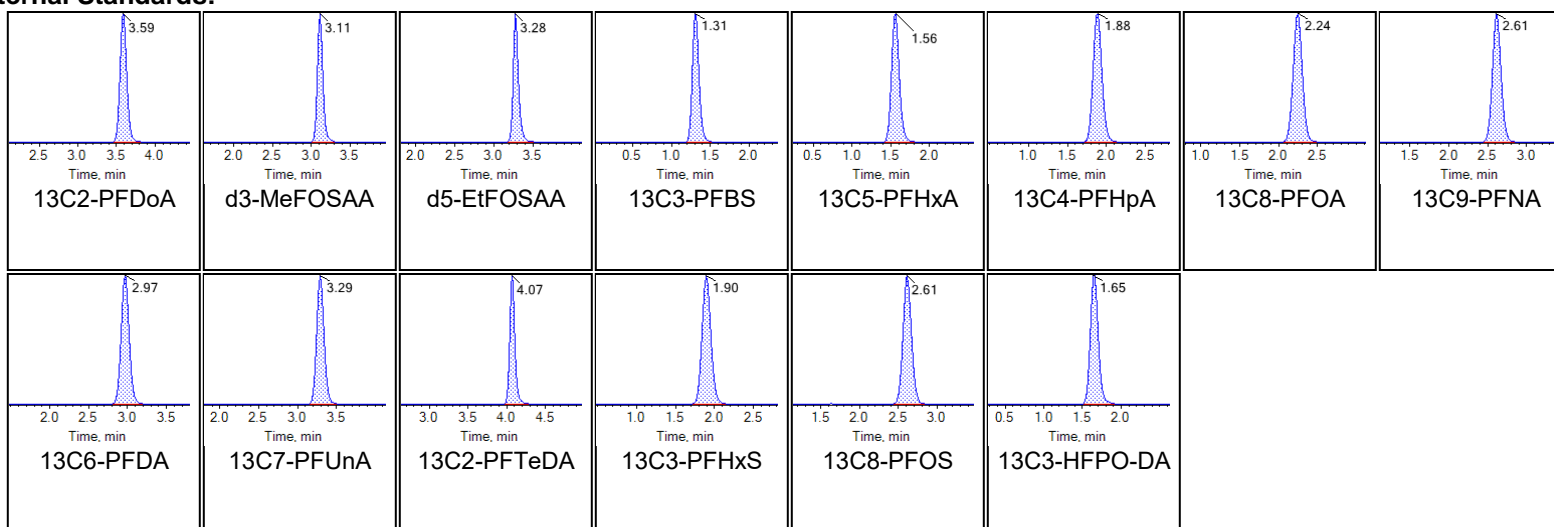 ternal Standards:
3.59 3.11 3.28 1.31 1.56 1.88 2.24 2.61
2.5 3.0 3.5 4.0 2.0 2.5 3.0 3.5 2.0 2.5 3.0 3.5 0.5 1.0 1.5 2.0 0.5 1.0 1.5 2.0 1.0 1.5 2.0 2.5 1.0 1.5 2.0 2.5 1.5 2.0 2.5 3.0
Time, min Time, min Time, min Time, min Time, min Time, min Time, min Time, min
13C2-PFDoA d3-MeFOSAA d5-EtFOSAA 13C3-PFBS 13C5-PFHxA 13C4-PFHpA 13C8-PFOA 13C9-PFNA
2.97 3.29 4.07 1.90 2.61 1.65
2.0 2.5 3.0 3.5 2.0 2.5 3.0 3.5 3.0 3.5 4.0 4.5 1.0 1.5 2.0 2.5 1.5 2.0 2.5 3.0 0.5 1.0 1.5 2.0
Time, min Time, min Time, min Time, min Time, min Time, min
13C6-PFDA 13C7-PFUnA 13C2-PFTeDA 13C3-PFHxS 13C8-PFOS 13C3-HFPO-DA